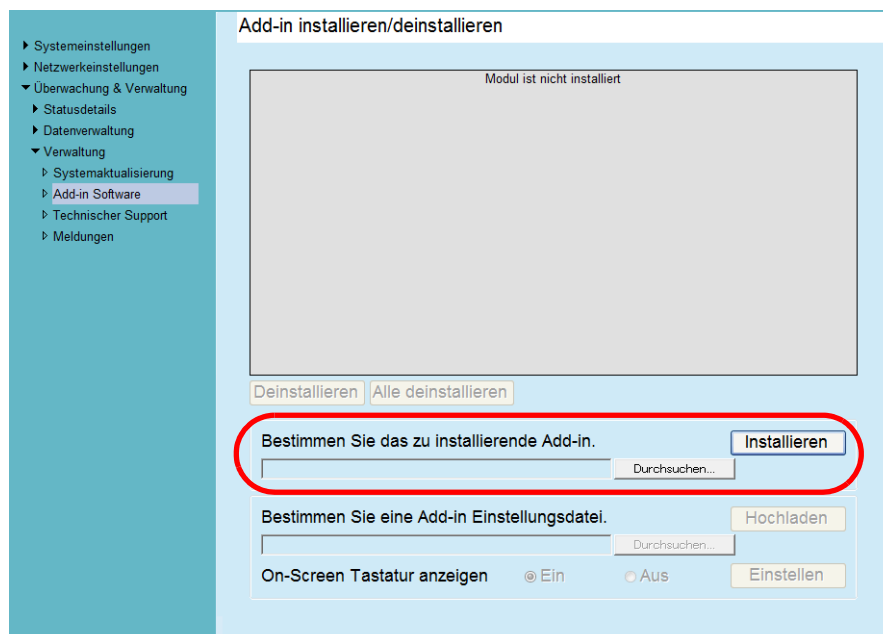 Add-in installieren/deinstallieren
Systemeinstellungen
Netzwerkeinstellungen
Überwachung & Verwaltung
Statusdetails
Datenverwaltung
Verwaltung
Systemaktualisierung
Add-in Software
Technischer Support
Meldungen
Modul ist nicht installiert
Deinstallieren Alle deinstallieren
Bestimmen Sie das zu installierende Add-in. Installieren
Durchsuchen...
Bestimmen Sie eine Add-in Einstellungsdatei. Hochladen
Durchsuchen...
On-Screen Tastatur anzeigen Ein Aus Einstellen